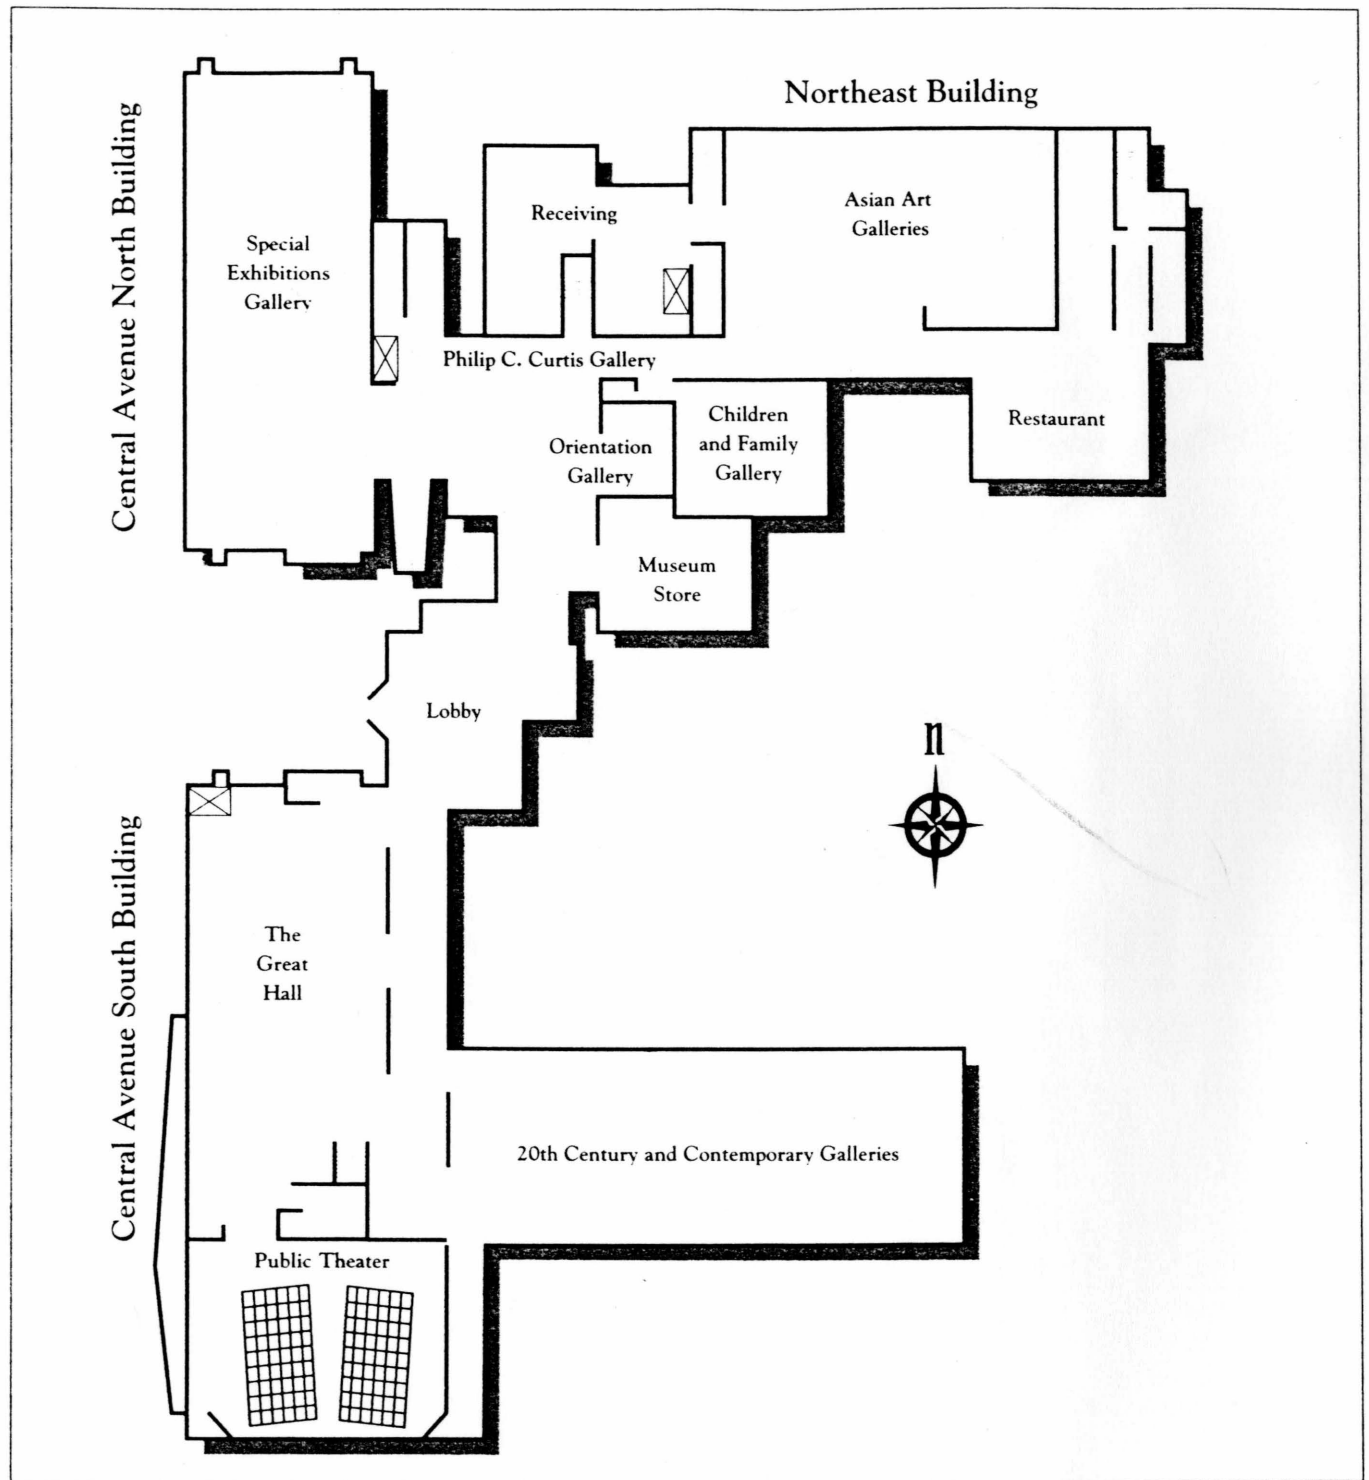 Northeast Building
Central Avenue North Building
Receiving
Asian Art
Galleries
Special
Exhibitions
Gallery
Philip C. Curtis Gallery
Children
and Family
Gallery
Restaurant
Orientation
Gallery
Museum
Store
Lobby
n
Central Avenue South Building
The
Great
Hall
20th Century and Contemporary Galleries
Public Theater